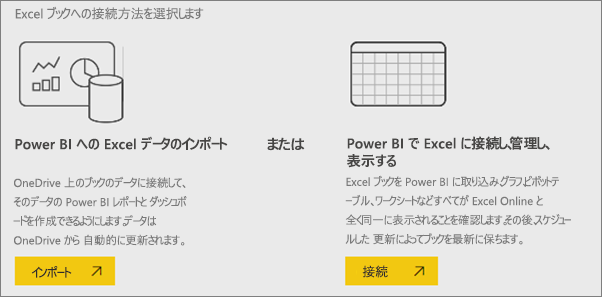 Excel ブックへの接続方法を選択します
Power BI への Excel データのインポート
または
Power BI で Excel に接続し、管理し、
表示する
OneDrive 上のブックのデータに接続して、
そのデータの Power BI レポートとダッシュボ
ードを作成できるようにします。データは
OneDrive から 自動的に更新されます。
Excel ブックを Power BI に取り込み、グラフ、ピボットテ
ーブル、ワークシートなどすべてが Excel Online と
全く同一に表示されることを確認します。その後、スケジュー
ルした 更新によってブックを最新に保ちます。
インポート
接続